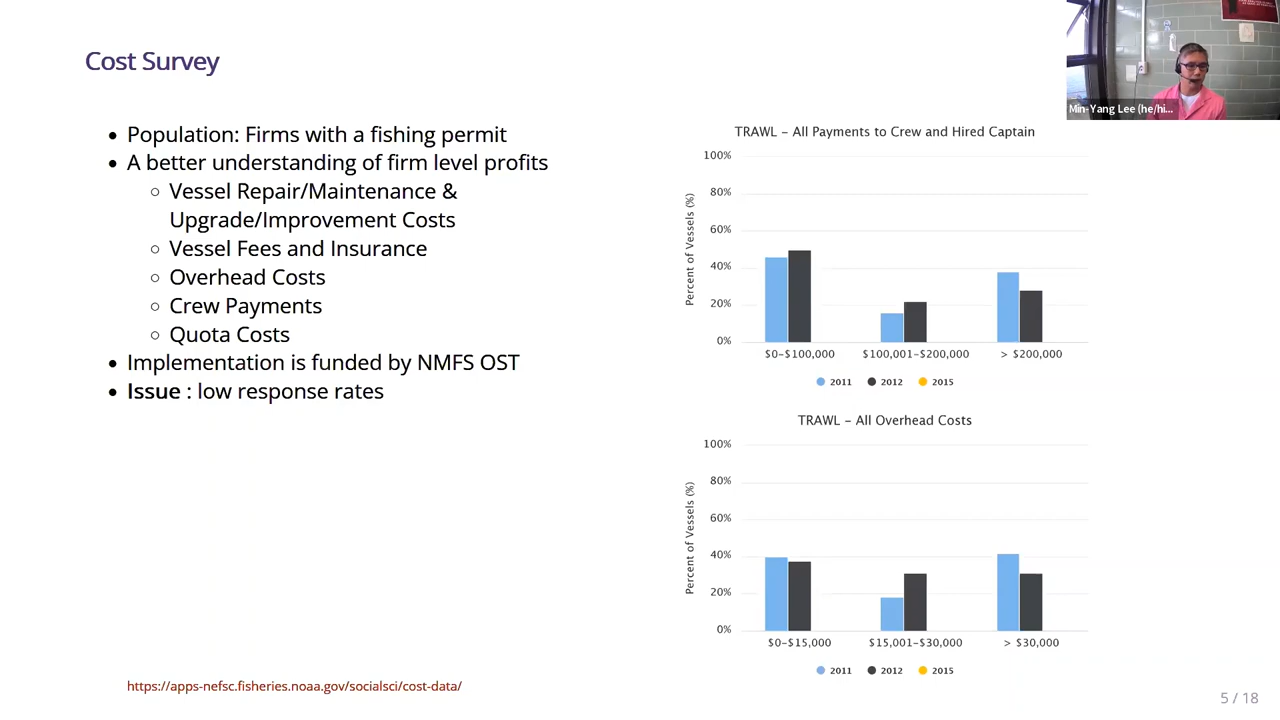 Cost Survey
Population: Firms with a fishing permit
A better understanding of firm level profits
Vessel Repair/Maintenance &
Upgrade/Improvement Costs
Vessel Fees and Insurance
Overhead Costs
Crew Payments
Quota Costs
Implementation is funded by NMFS OST
Issue : low response rates
https://apps-nefsc.fisheries.noaa.gov/socialsci/cost-data/
Min-Yang Lee (he/hi...
TRAWL – All Payments to Crew and Hired Captain
Percent of Vessels (%)
100%
80%
60%
40%
20%
0%
$0–$100,000 $100,001–$200,000 > $200,000
2011 2012 2015
TRAWL – All Overhead Costs
Percent of Vessels (%)
100%
80%
60%
40%
20%
0%
$0–$15,000 $15,001–$30,000 > $30,000
2011 2012 2015
5 / 18